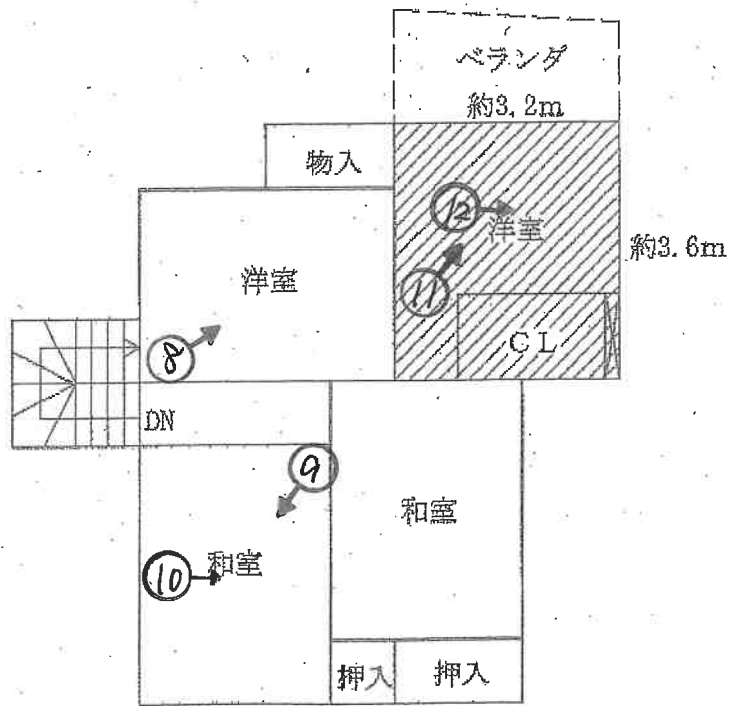 ベランダ
約3.2m
物入
⑫
洋室
約3.6m
洋室
⑪
⑧
CL
DN
⑨
和室
⑩
和室
押入
押入